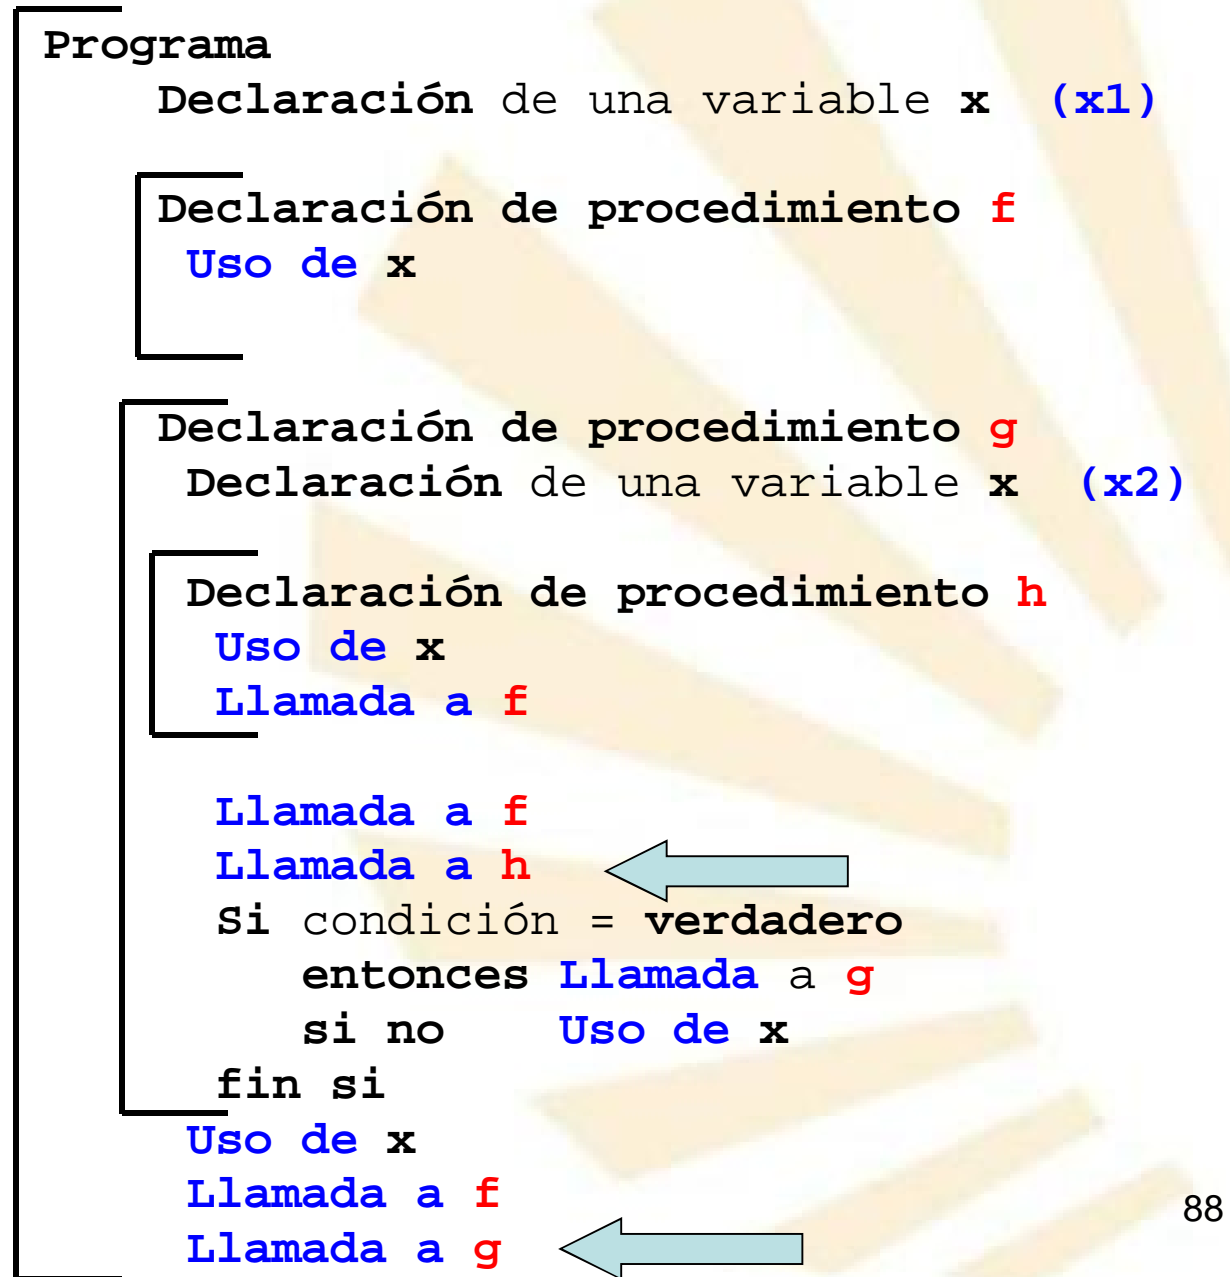 Programa
Declaración de una variable x (x1)
Declaración de procedimiento f
Uso de x
Declaración de procedimiento g
Declaración de una variable x (x2)
Declaración de procedimiento h
Uso de x
Llamada a f
Llamada a f
Llamada a h
Si condición = verdadero
entonces Llamada a g
si no Uso de x
fin si
Uso de x
Llamada a f
88
Llamada a g